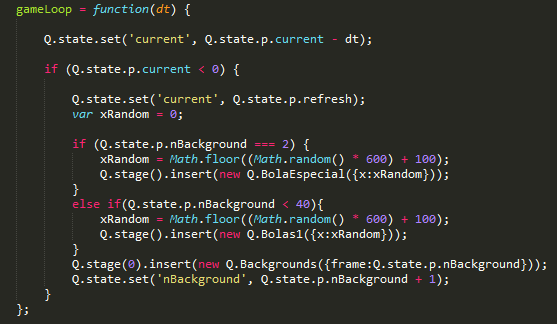 gameLoop = function(dt) {
Q.state.set('current', Q.state.p.current - dt);
if (Q.state.p.current < 0) {
Q.state.set('current', Q.state.p.refresh);
var xRandom = 0;
if (Q.state.p.nBackground === 2) {
xRandom = Math.floor((Math.random() * 600) + 100);
Q.stage().insert(new Q.BolaEspecial({x:xRandom}));
}
else if(Q.state.p.nBackground < 40){
xRandom = Math.floor((Math.random() * 600) + 100);
Q.stage().insert(new Q.Bolas1({x:xRandom}));
}
Q.stage(0).insert(new Q.Backgrounds({frame:Q.state.p.nBackground}));
Q.state.set('nBackground', Q.state.p.nBackground + 1);
}
};